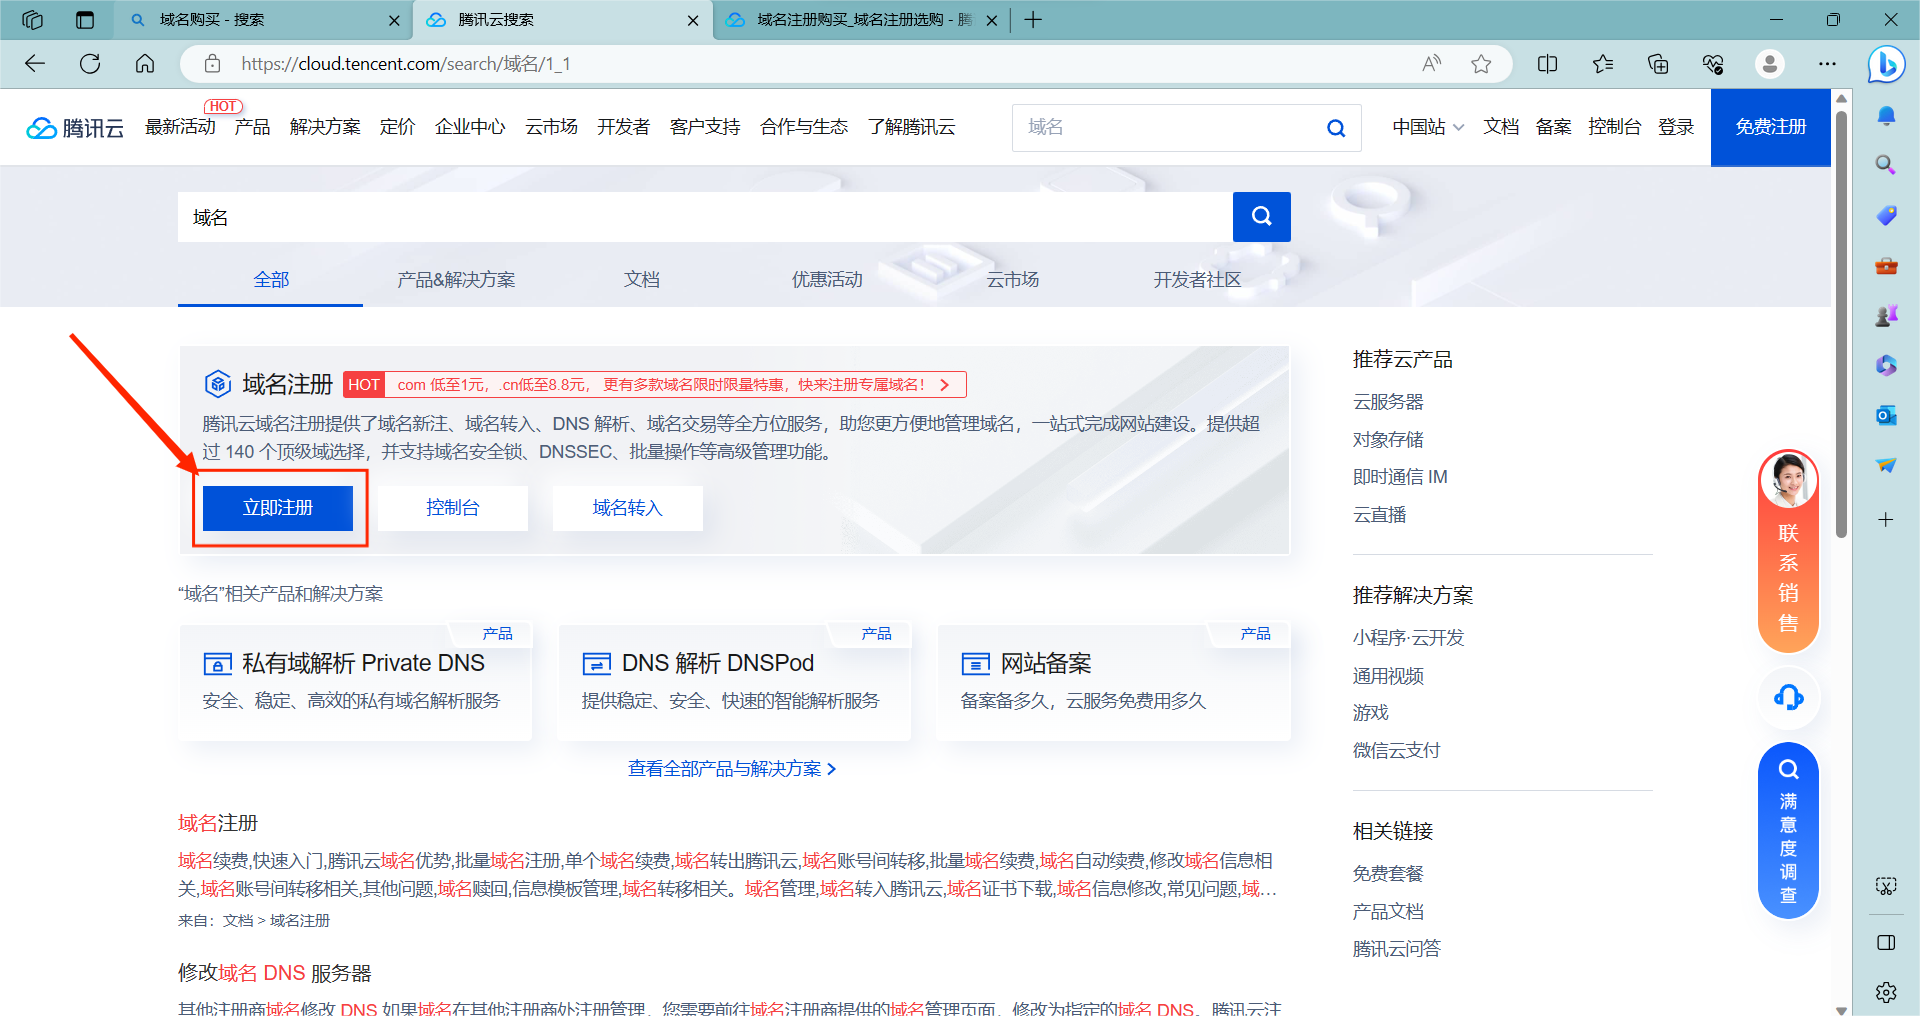 域名购买 - 搜索
腾讯云搜索
域名注册购买_域名注册选购 - 腾
https://cloud.tencent.com/search/域名/1_1
腾讯云
最新活动
HOT
产品
解决方案
定价
企业中心
云市场
开发者
客户支持
合作与生态
了解腾讯云
域名
中国站
文档
备案
控制台
登录
免费注册
域名
全部
产品&解决方案
文档
优惠活动
云市场
开发者社区
域名注册
HOT com 低至1元，.cn低至8.8元， 更有多款域名限时限量特惠，快来注册专属域名！
腾讯云域名注册提供了域名新注、域名转入、DNS 解析、域名交易等全方位服务，助您更方便地管理域名，一站式完成网站建设。提供超
过 140 个顶级域选择，并支持域名安全锁、DNSSEC、批量操作等高级管理功能。
立即注册
控制台
域名转入
“域名”相关产品和解决方案
产品
私有域解析 Private DNS
安全、稳定、高效的私有域名解析服务
产品
DNS 解析 DNSPod
提供稳定、安全、快速的智能解析服务
产品
网站备案
备案备多久，云服务免费用多久
查看全部产品与解决方案
域名注册
域名续费,快速入门,腾讯云域名优势,批量域名注册,单个域名续费,域名转出腾讯云,域名账号间转移,批量域名续费,域名自动续费,修改域名信息相
关,域名账号间转移相关,其他问题,域名赎回,信息模板管理,域名转移相关。域名管理,域名转入腾讯云,域名证书下载,域名信息修改,常见问题,域…
来自：文档 > 域名注册
修改域名 DNS 服务器
其他注册商域名修改 DNS 如果域名在其他注册商处注册管理，您需要前往域名注册商提供的域名管理页面，修改为指定的域名 DNS。腾讯云注
推荐云产品
云服务器
对象存储
即时通信 IM
云直播
推荐解决方案
小程序·云开发
通用视频
游戏
微信云支付
相关链接
免费套餐
产品文档
腾讯云问答
联系销售
满意度调查